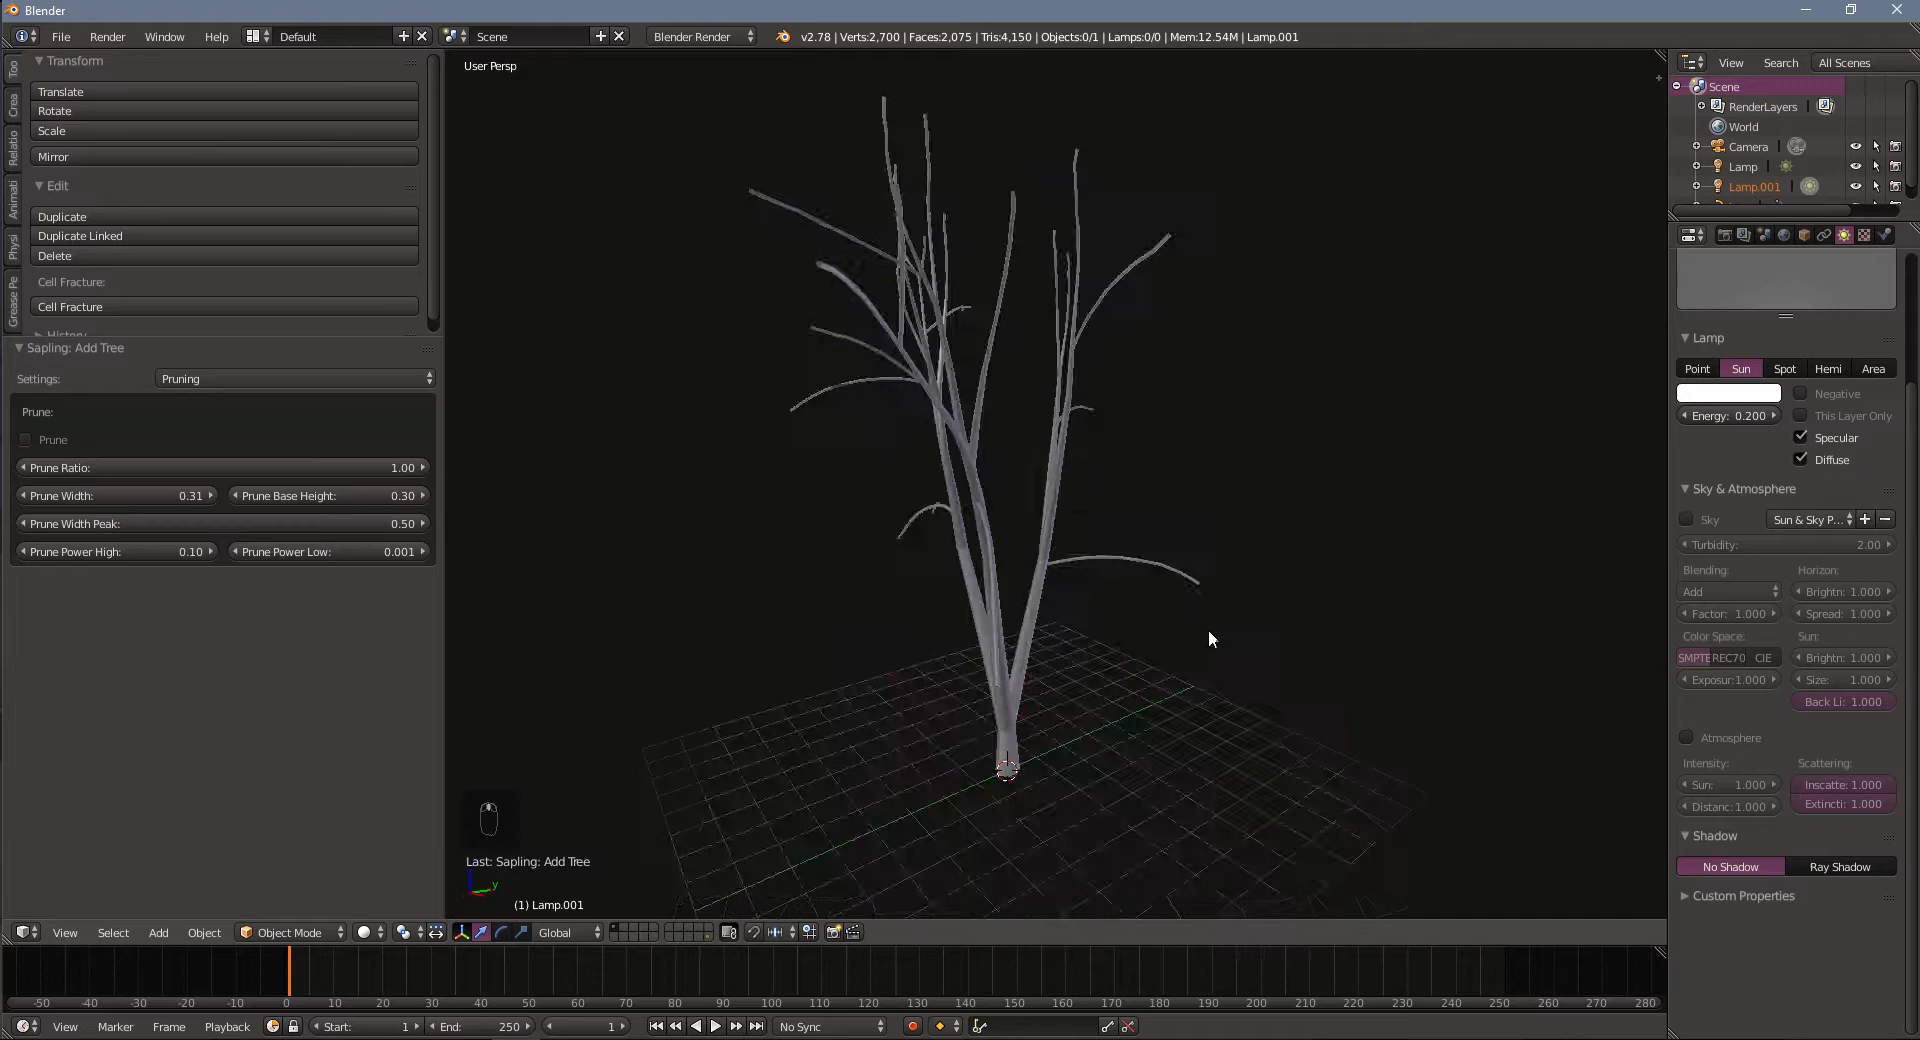 Blender
File Render Window Help Default Scene Blender Render v2.78 | Verts:2,700 | Faces:2,075 | Tris:4,150 | Objects:0/1 | Lamps:0/0 | Mem:12.54M | Lamp.001
Too
Crea
Relatio
Animati
Physi
Grease Pe
Transform
Translate
Rotate
Scale
Mirror
Edit
Duplicate
Duplicate Linked
Delete
Cell Fracture:
Cell Fracture
History
Sapling: Add Tree
Settings: Pruning
Prune:
Prune
Prune Ratio: 1.00
Prune Width: 0.31 Prune Base Height: 0.30
Prune Width Peak: 0.50
Prune Power High: 0.10 Prune Power Low: 0.001
User Persp
Last: Sapling: Add Tree
y
(1) Lamp.001
View Search All Scenes
Scene
RenderLayers
World
Camera
Lamp
Lamp.001
Lamp
Point Sun Spot Hemi Area
Negative
Energy: 0.200 This Layer Only
Specular
Diffuse
Sky & Atmosphere
Sky Sun & Sky P...
Turbidity: 2.00
Blending: Horizon:
Add Brightn: 1.000
Factor: 1.000 Spread: 1.000
Color Space: Sun:
SMPTE REC70 CIE Brightn: 1.000
Exposur: 1.000 Size: 1.000
Back Li: 1.000
Atmosphere
Intensity: Scattering:
Sun: 1.000 Inscatte: 1.000
Distanc: 1.000 Extincti: 1.000
Shadow
No Shadow Ray Shadow
Custom Properties
View Select Add Object Object Mode Global
-50 -40 -30 -20 -10 0 10 20 30 40 50 60 70 80 90 100 110 120 130 140 150 160 170 180 190 200 210 220 230 240 250 260 270 280
View Marker Frame Playback Start: 1 End: 250 1 No Sync